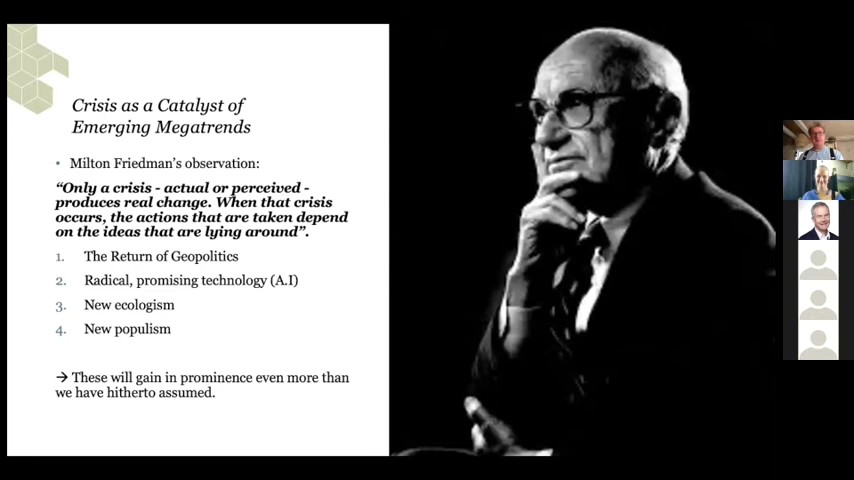 Crisis as a Catalyst of
Emerging Megatrends
• Milton Friedman's observation:
“Only a crisis - actual or perceived -
produces real change. When that crisis
occurs, the actions that are taken depend
on the ideas that are lying around”.
1. The Return of Geopolitics
2. Radical, promising technology (A.I)
3. New ecologism
4. New populism
→ These will gain in prominence even more than
we have hitherto assumed.